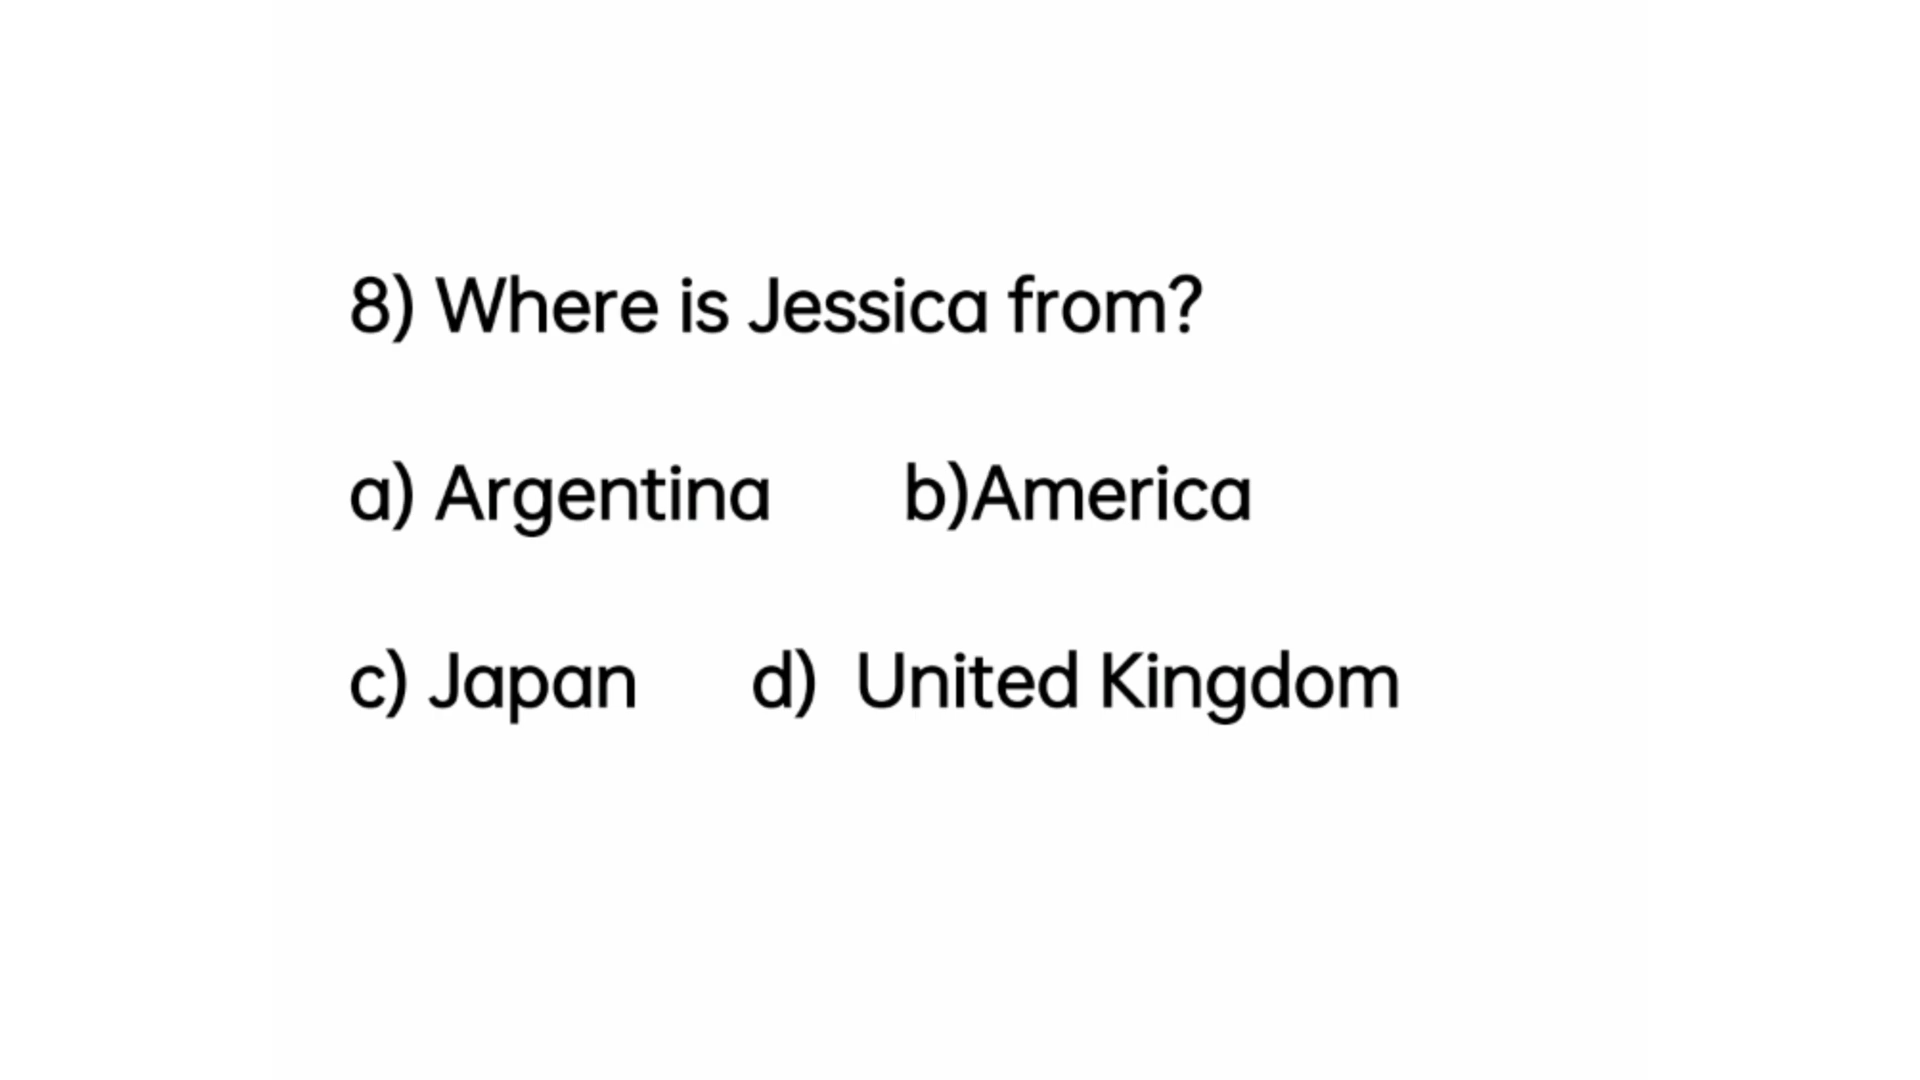 8) Where is Jessica from?
a) Argentina b)America
c) Japan d) United Kingdom